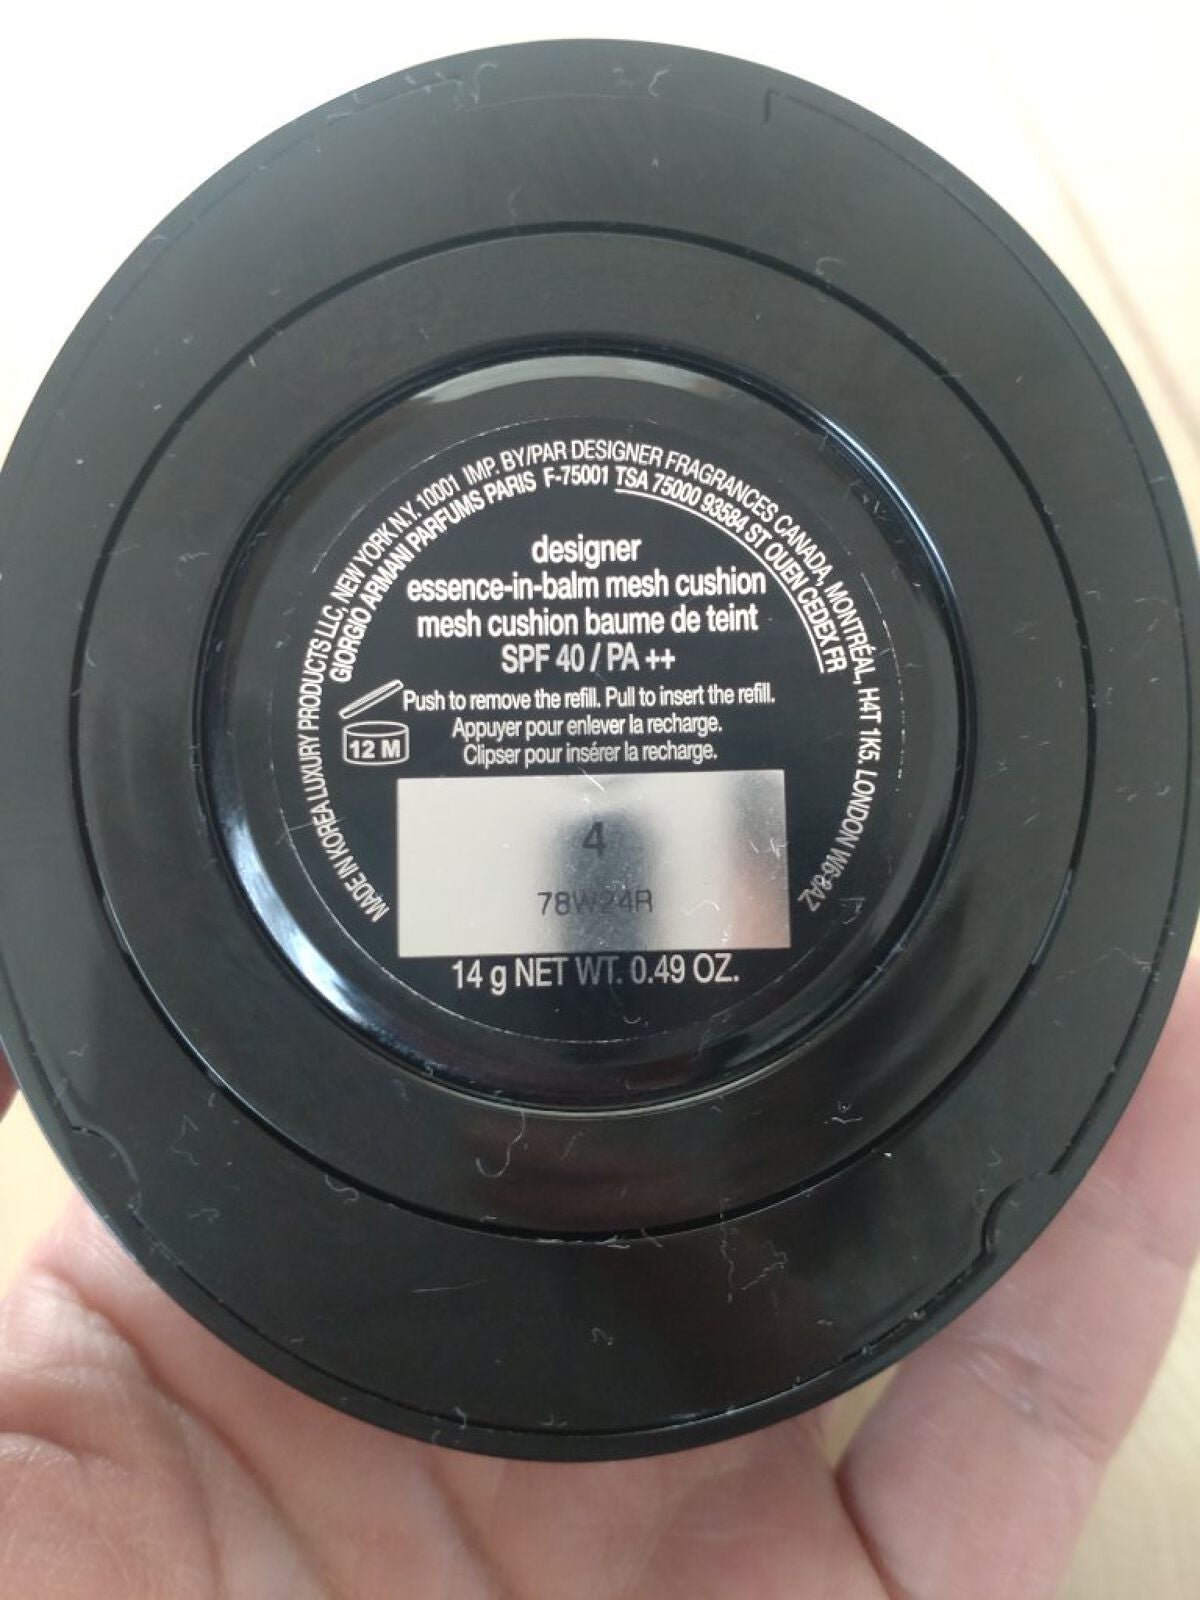 MADE IN KOREA LUXURY PRODUCTS LLC, NEW YORK N.Y. 10001 IMP. BY/PAR DESIGNER FRAGRANCES CANADA, MONTRÉAL, H4T 1K5. LONDON W6 8AZ
GIORGIO ARMANI PARFUMS PARIS F-75001 TSA 75000 93584 ST OUEN CEDEX FR
designer
essence-in-balm mesh cushion
mesh cushion baume de teint
SPF 40 / PA ++
Push to remove the refill. Pull to insert the refill.
Appuyer pour enlever la recharge.
Clipser pour insérer la recharge.
12 M
4
78W24R
14 g NET WT. 0.49 OZ.